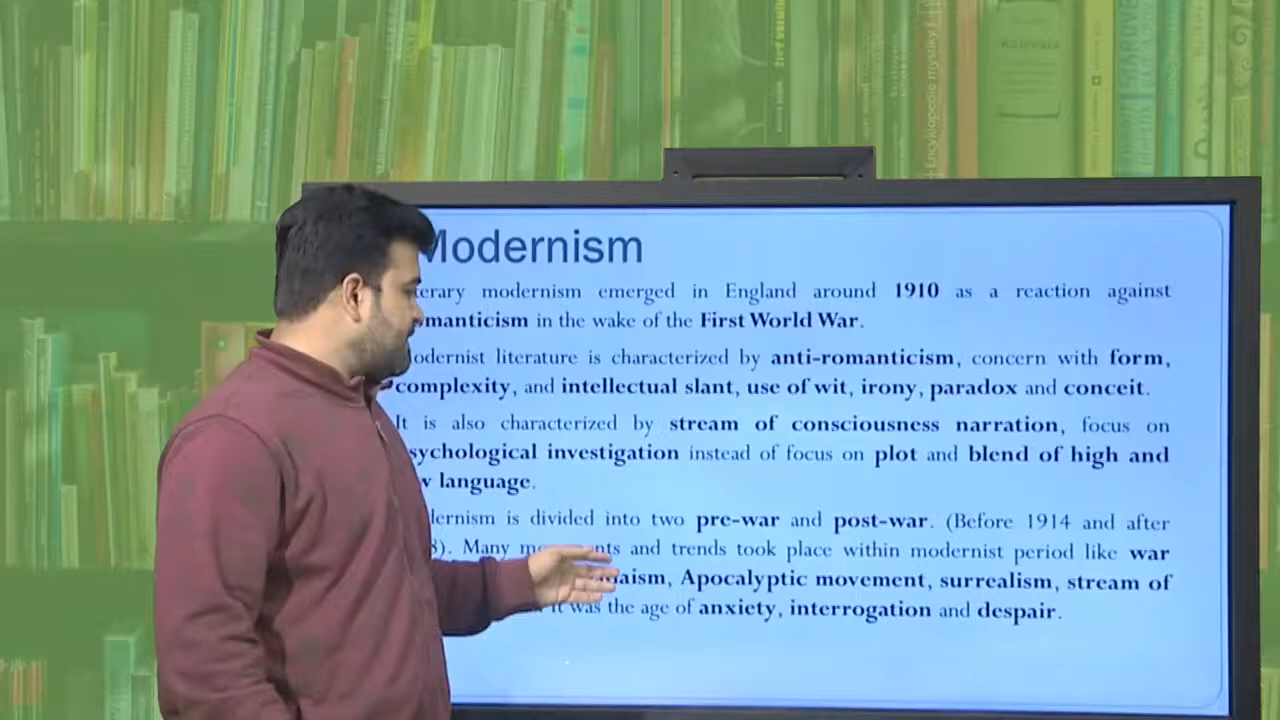 Encyclopedie mystery
Modernism
terary modernism emerged in England around 1910 as a reaction against
manticism in the wake of the First World War.
odernist literature is characterized by anti-romanticism, concern with form,
complexity, and intellectual slant, use of wit, irony, paradox and conceit.
It is also characterized by stream of consciousness narration, focus on
sychological investigation instead of focus on plot and blend of high and
w language.
dernism is divided into two pre-war and post-war. (Before 1914 and after
8). Many and trends took place within modernist period like war
aism, Apocalyptic movement, surrealism, stream of
it was the age of anxiety, interrogation and despair.